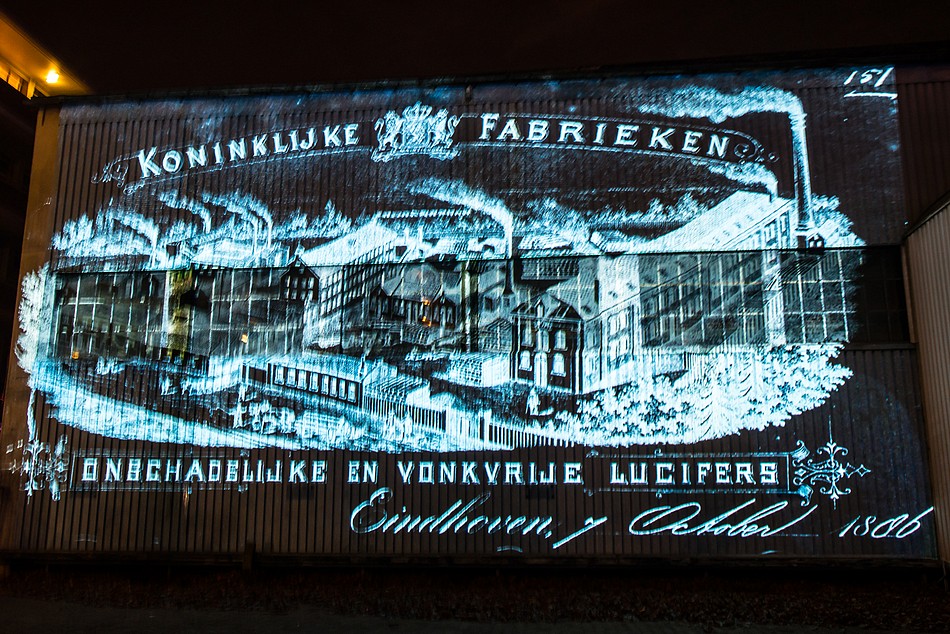 151
KONINKLIJKE FABRIEKEN
ONSCHADELIJKE EN VONKVRIJE LUCIFERS
Eindhoven, 7 October 1886